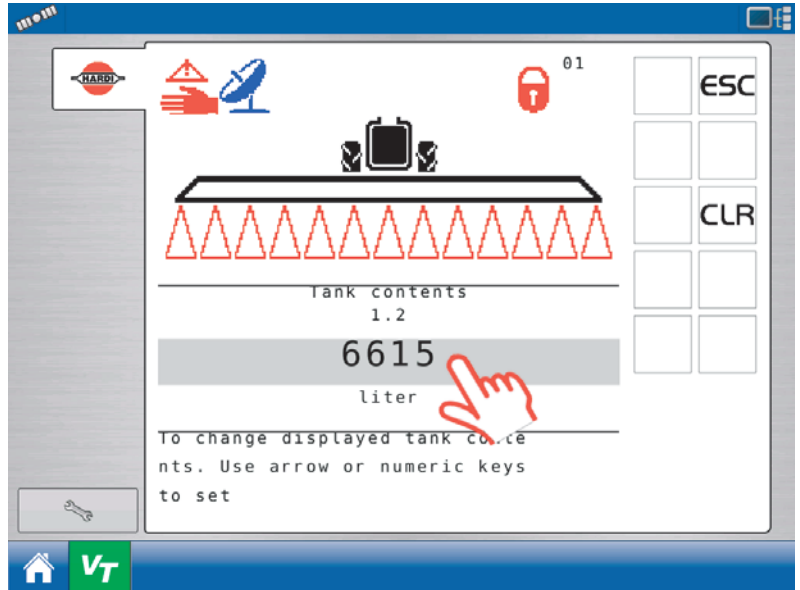 HARDI
01
ESC
CLR
Tank contents
1.2
6615
liter
To change displayed tank conte
nts. Use arrow or numeric keys
to set
VT